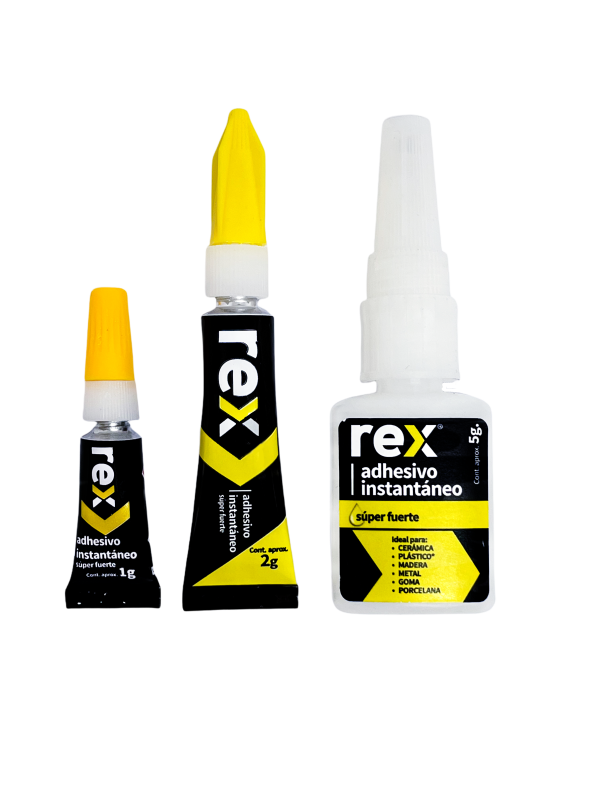 rex
adhesivo
instantáneo
súper fuerte
Cont. aprox. 1g
rex
adhesivo
instantáneo
súper fuerte
Cont. aprox.
2g
rex®
adhesivo
instantáneo
Cont. aprox. 5g.
súper fuerte
Ideal para:
• CERÁMICA
• PLÁSTICO*
• MADERA
• METAL
• GOMA
• PORCELANA